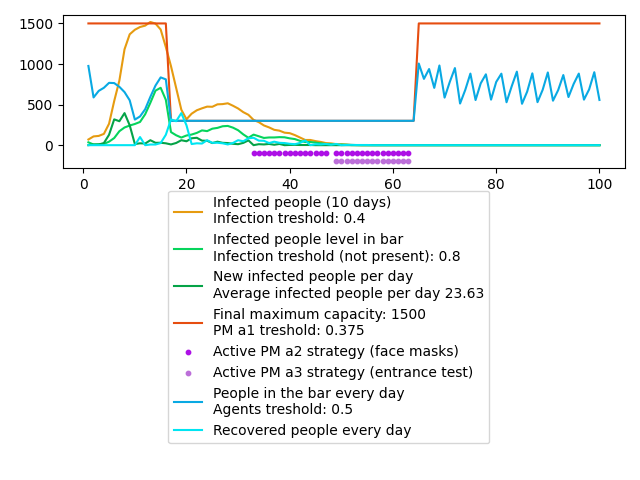 1500
1000
500
0
0 20 40 60 80 100
Infected people (10 days)
Infection treshold: 0.4
Infected people level in bar
Infection treshold (not present): 0.8
New infected people per day
Average infected people per day 23.63
Final maximum capacity: 1500
PM a1 treshold: 0.375
Active PM a2 strategy (face masks)
Active PM a3 strategy (entrance test)
People in the bar every day
Agents treshold: 0.5
Recovered people every day